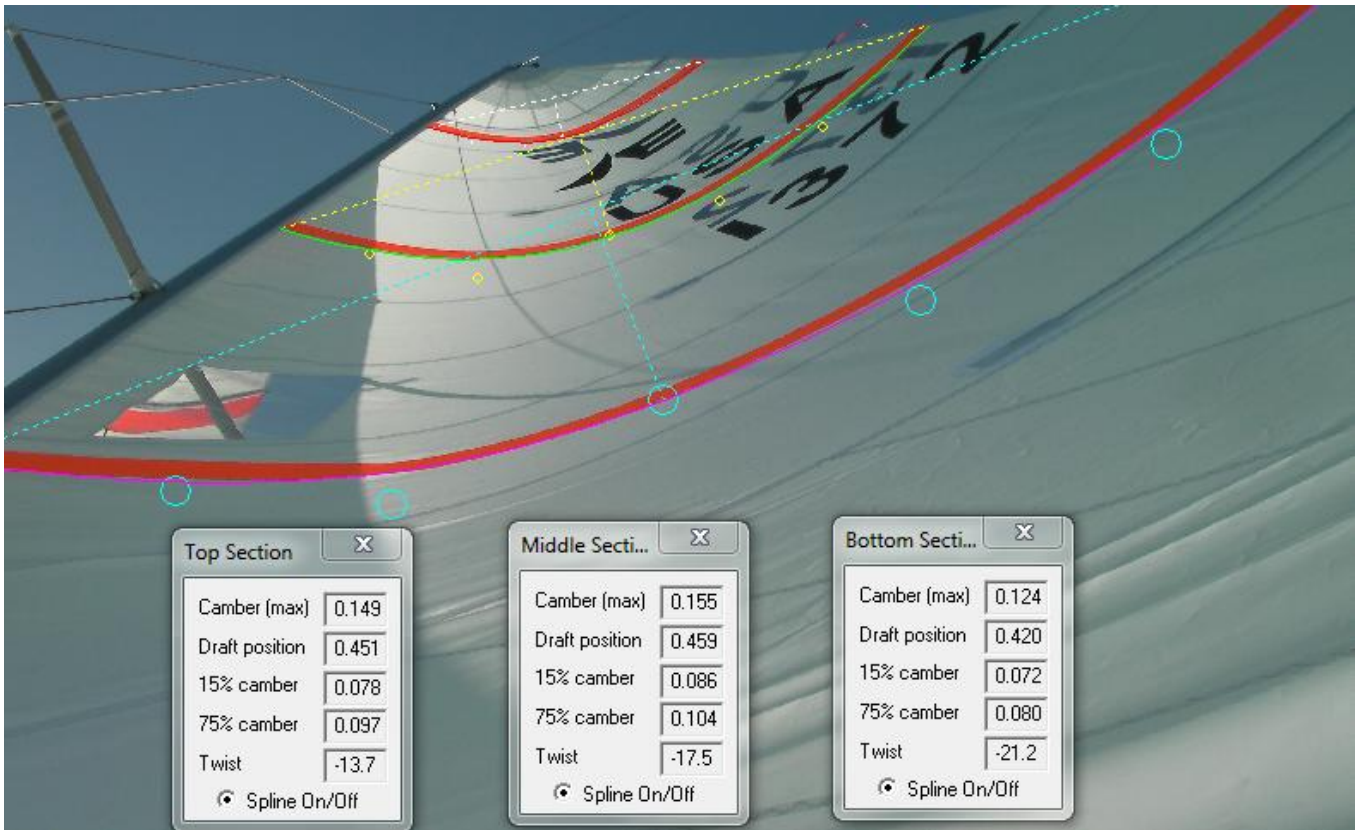 Top Section
Camber (max) 0.149
Draft position 0.451
15% camber 0.078
75% camber 0.097
Twist -13.7
Spline On/Off
Middle Secti...
Camber (max) 0.155
Draft position 0.459
15% camber 0.086
75% camber 0.104
Twist -17.5
Spline On/Off
Bottom Secti...
Camber (max) 0.124
Draft position 0.420
15% camber 0.072
75% camber 0.080
Twist -21.2
Spline On/Off